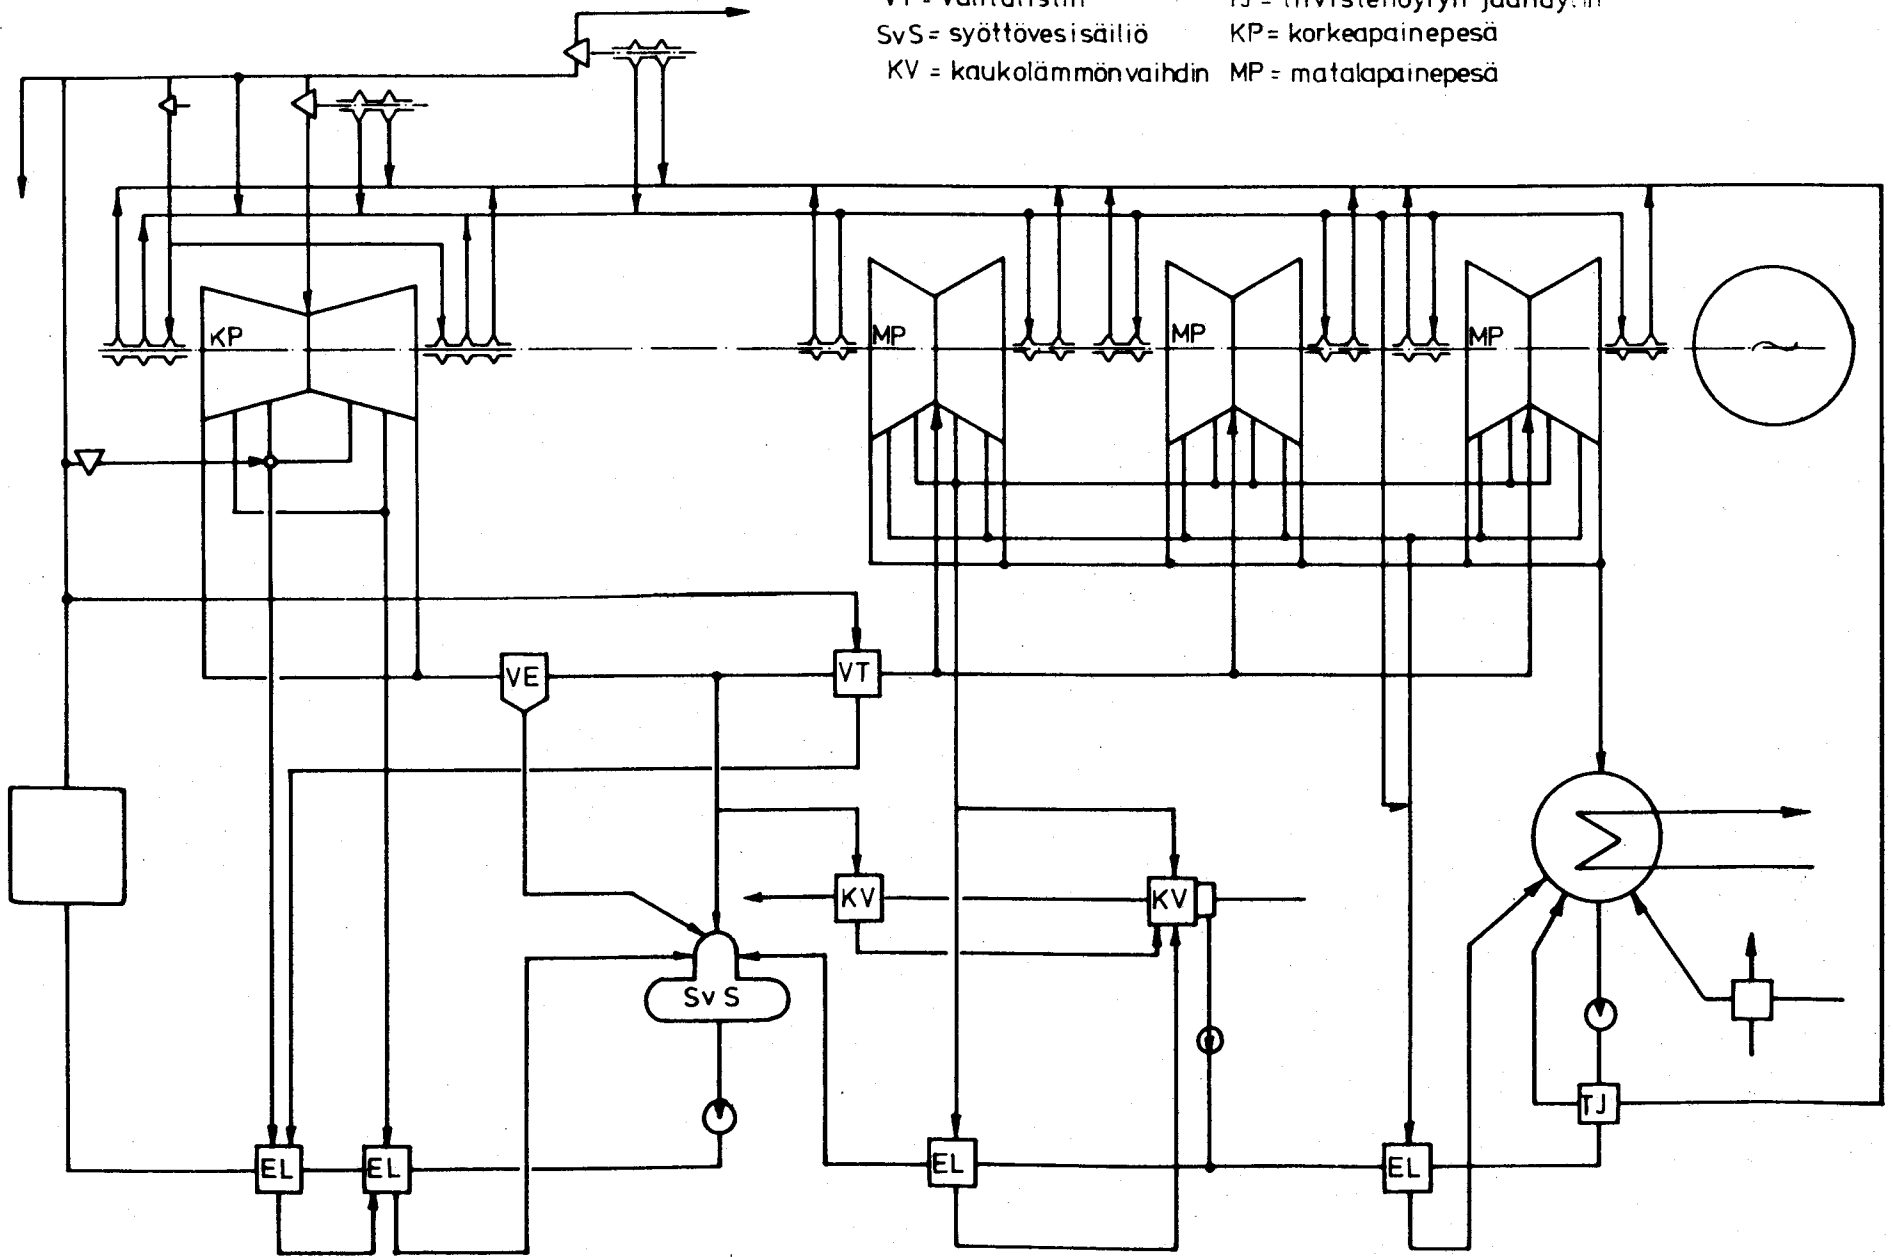 SvS = syöttövesisäiliö KP = korkeapainepesä
KV = kaukolämmönvaihdin MP = matalapainepesä
KP
MP
MP
MP
VE
VT
KV
KV
SvS
TJ
EL
EL
EL
EL